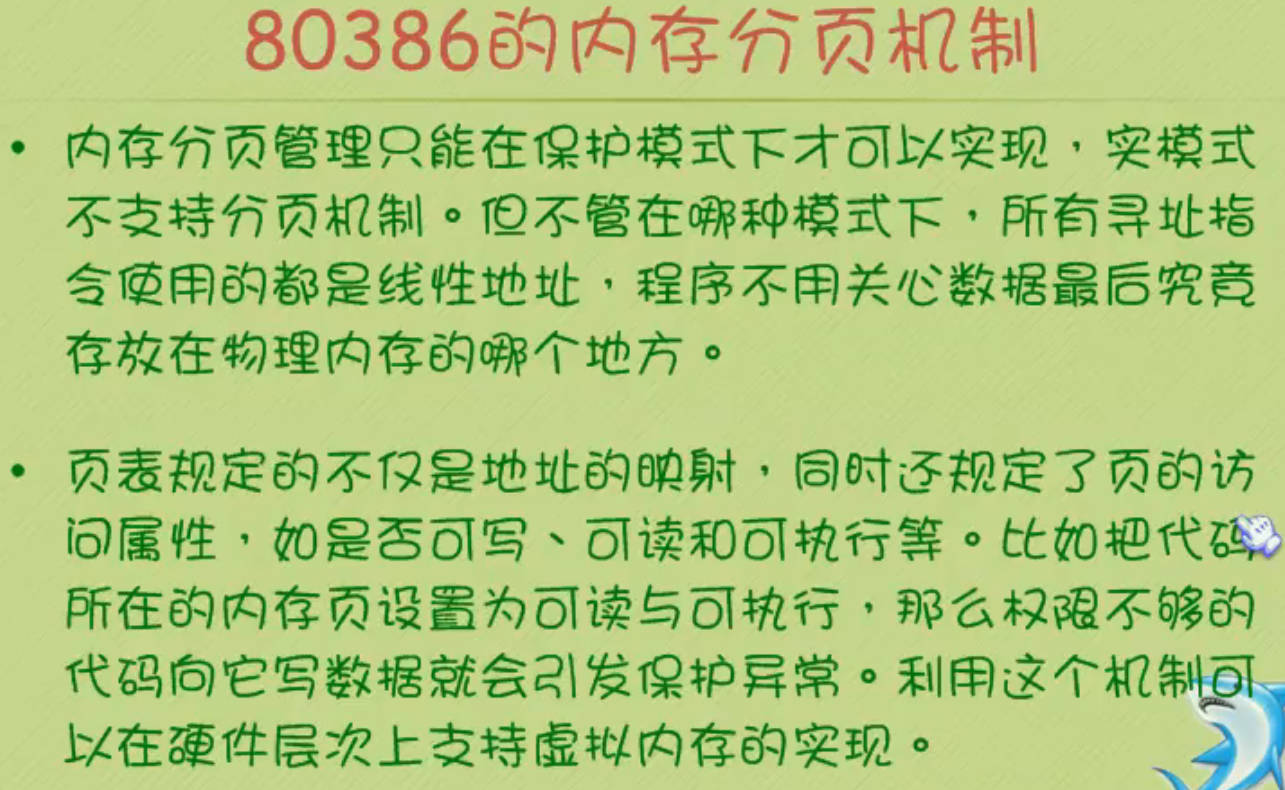 80386的内存分页机制
• 内存分页管理只能在保护模式下才可以实现，实模式
不支持分页机制。但不管在哪种模式下，所有寻址指
令使用的都是线性地址，程序不用关心数据最后究竟
存放在物理内存的哪个地方。
• 页表规定的不仅是地址的映射，同时还规定了页的访
问属性，如是否可写、可读和可执行等。比如把代码
所在的内存页设置为可读与可执行，那么权限不够的
代码向它写数据就会引发保护异常。利用这个机制可
以在硬件层次上支持虚拟内存的实现。